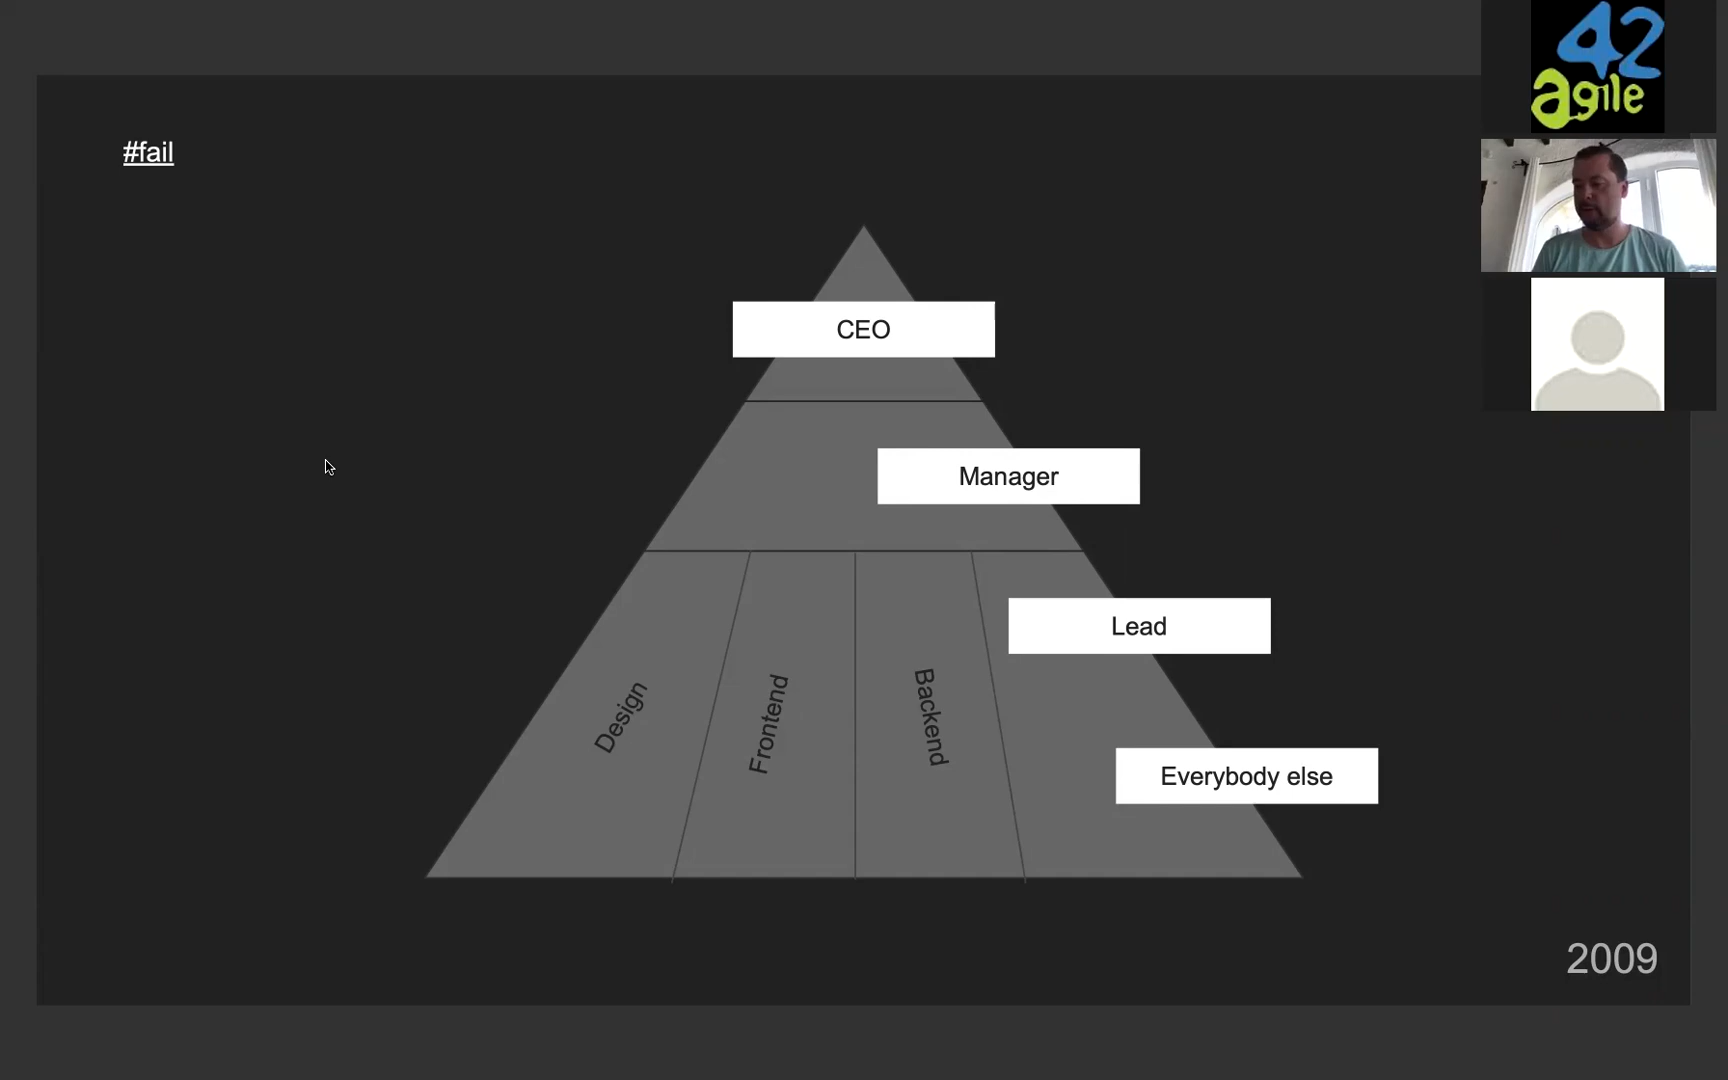 42
agile
#fail
CEO
Manager
Lead
Design
Frontend
Backend
Everybody else
2009